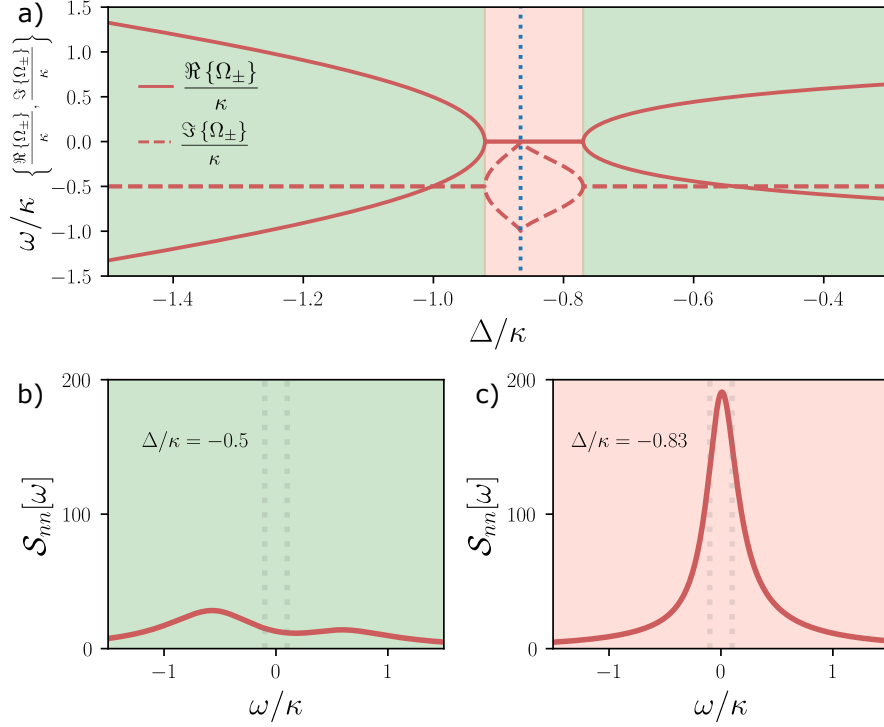 a)
ω/κ { ℜ{Ω±}/κ , ℑ{Ω±}/κ }
1.5
1.0
0.5
0.0
−0.5
−1.0
−1.5
ℜ{Ω±}/κ
ℑ{Ω±}/κ
−1.4 −1.2 −1.0 −0.8 −0.6 −0.4
Δ/κ
b)
200
100
0
Δ/κ = −0.5
𝒮nn[ω]
−1 0 1
ω/κ
c)
200
100
0
Δ/κ = −0.83
𝒮nn[ω]
−1 0 1
ω/κ